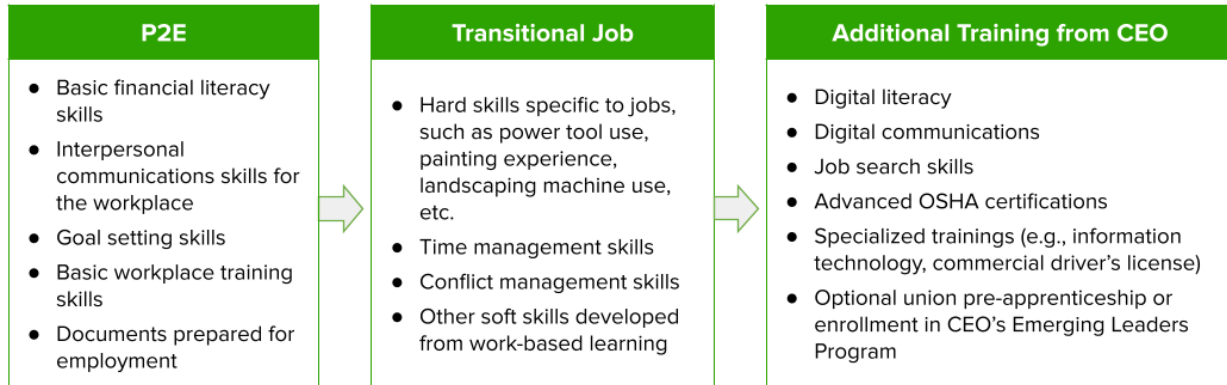 P2E
● Basic financial literacy
skills
● Interpersonal
communications skills for
the workplace
● Goal setting skills
● Basic workplace training
skills
● Documents prepared for
employment
Transitional Job
● Hard skills specific to jobs,
such as power tool use,
painting experience,
landscaping machine use,
etc.
● Time management skills
● Conflict management skills
● Other soft skills developed
from work-based learning
Additional Training from CEO
● Digital literacy
● Digital communications
● Job search skills
● Advanced OSHA certifications
● Specialized trainings (e.g., information
technology, commercial driver’s license)
● Optional union pre-apprenticeship or
enrollment in CEO’s Emerging Leaders
Program